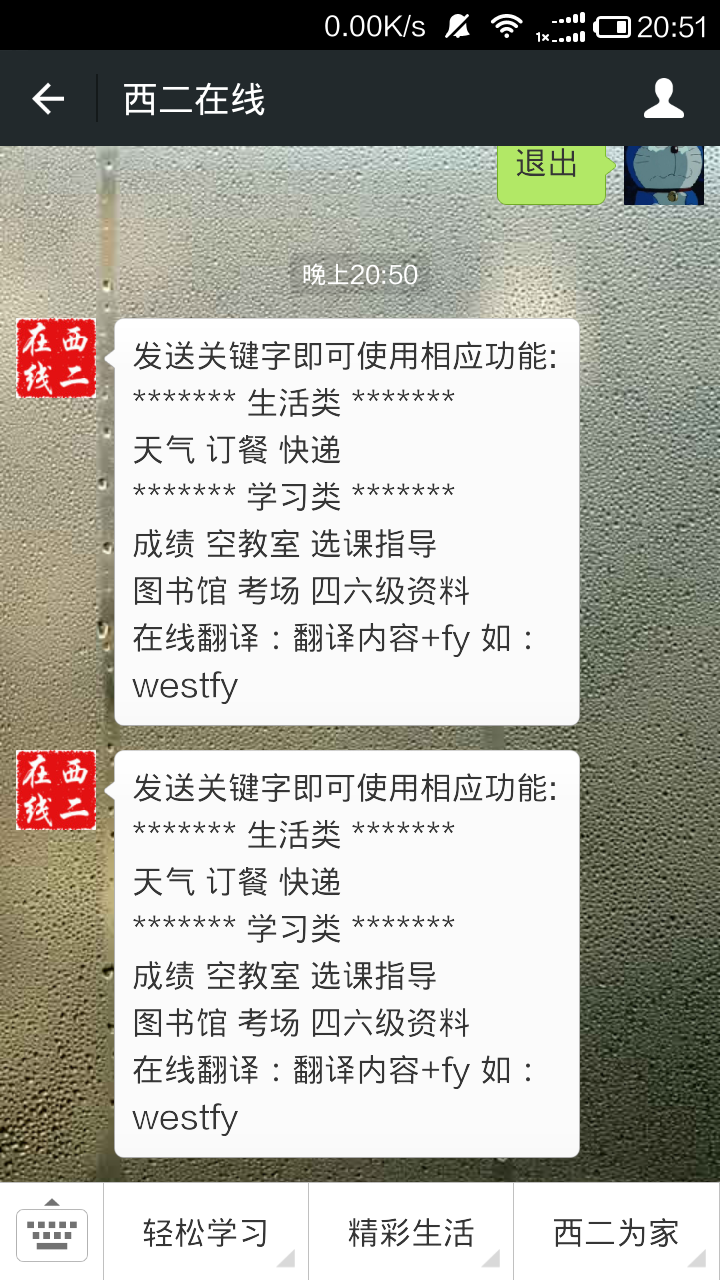 0.00K/s 1x 20:51
西二在线
退出
晚上20:50
在西
线二
发送关键字即可使用相应功能:
******* 生活类 *******
天气 订餐 快递
******* 学习类 *******
成绩 空教室 选课指导
图书馆 考场 四六级资料
在线翻译：翻译内容+fy 如：
westfy
在西
线二
发送关键字即可使用相应功能:
******* 生活类 *******
天气 订餐 快递
******* 学习类 *******
成绩 空教室 选课指导
图书馆 考场 四六级资料
在线翻译：翻译内容+fy 如：
westfy
轻松学习 精彩生活 西二为家